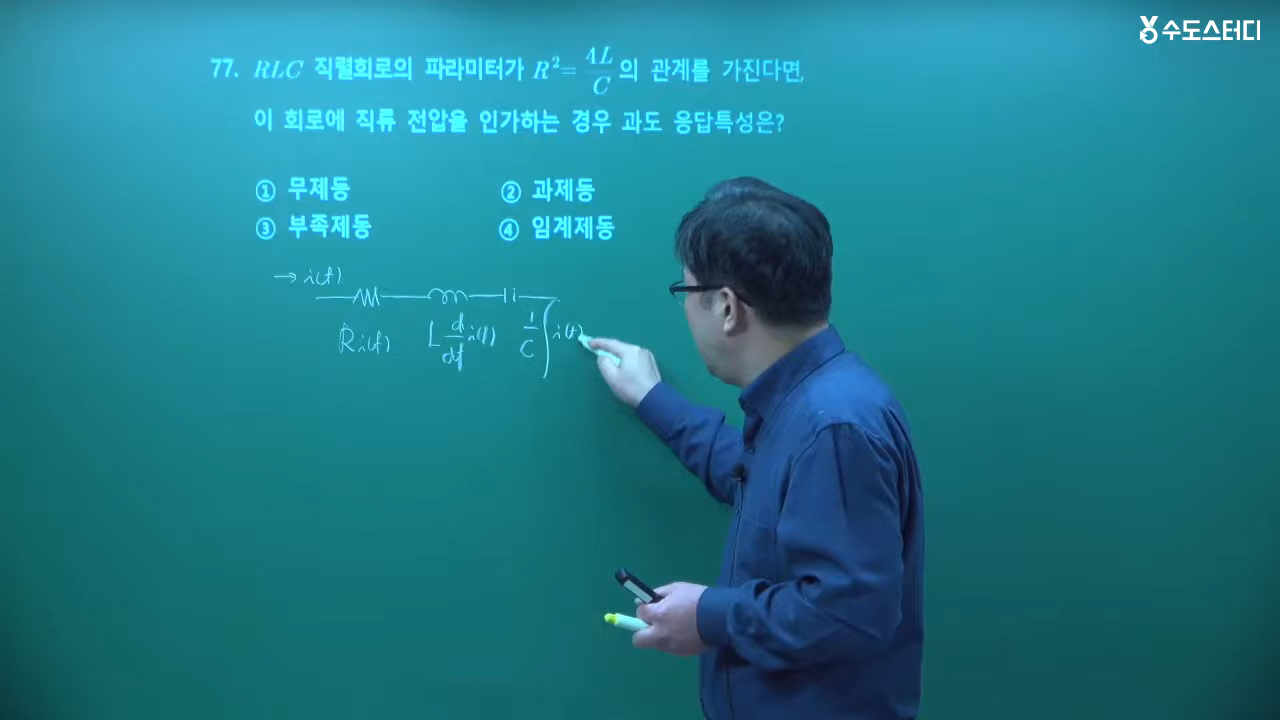 수도스터디
77. RLC 직렬회로의 파라미터가 R²=4L/C의 관계를 가진다면,
이 회로에 직류 전압을 인가하는 경우 과도 응답특성은?
① 무제동 ② 과제동
③ 부족제동 ④ 임계제동
→ i(t)
Ri(t) L d/dt i(t) 1/C ∫i(t)